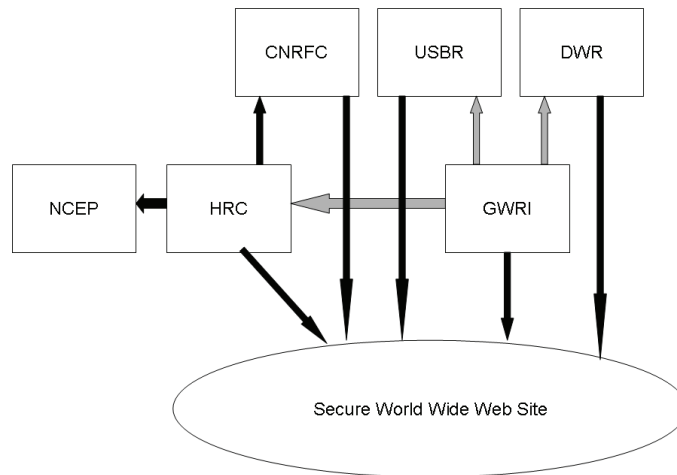 CNRFC
USBR
DWR
NCEP
HRC
GWRI
Secure World Wide Web Site